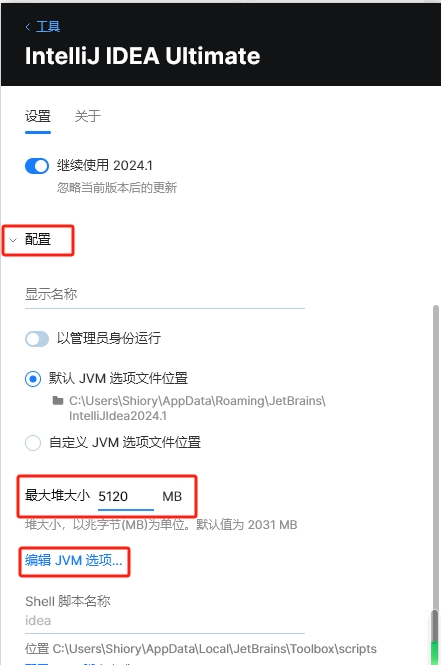 工具
IntelliJ IDEA Ultimate
设置 关于
继续使用 2024.1
忽略当前版本后的更新
配置
显示名称
以管理员身份运行
默认 JVM 选项文件位置
C:\Users\Shiory\AppData\Roaming\JetBrains\
IntelliJIdea2024.1
自定义 JVM 选项文件位置
最大堆大小 5120 MB
堆大小，以兆字节(MB)为单位。默认值为 2031 MB
编辑 JVM 选项...
Shell 脚本名称
idea
位置 C:\Users\Shiory\AppData\Local\JetBrains\Toolbox\scripts